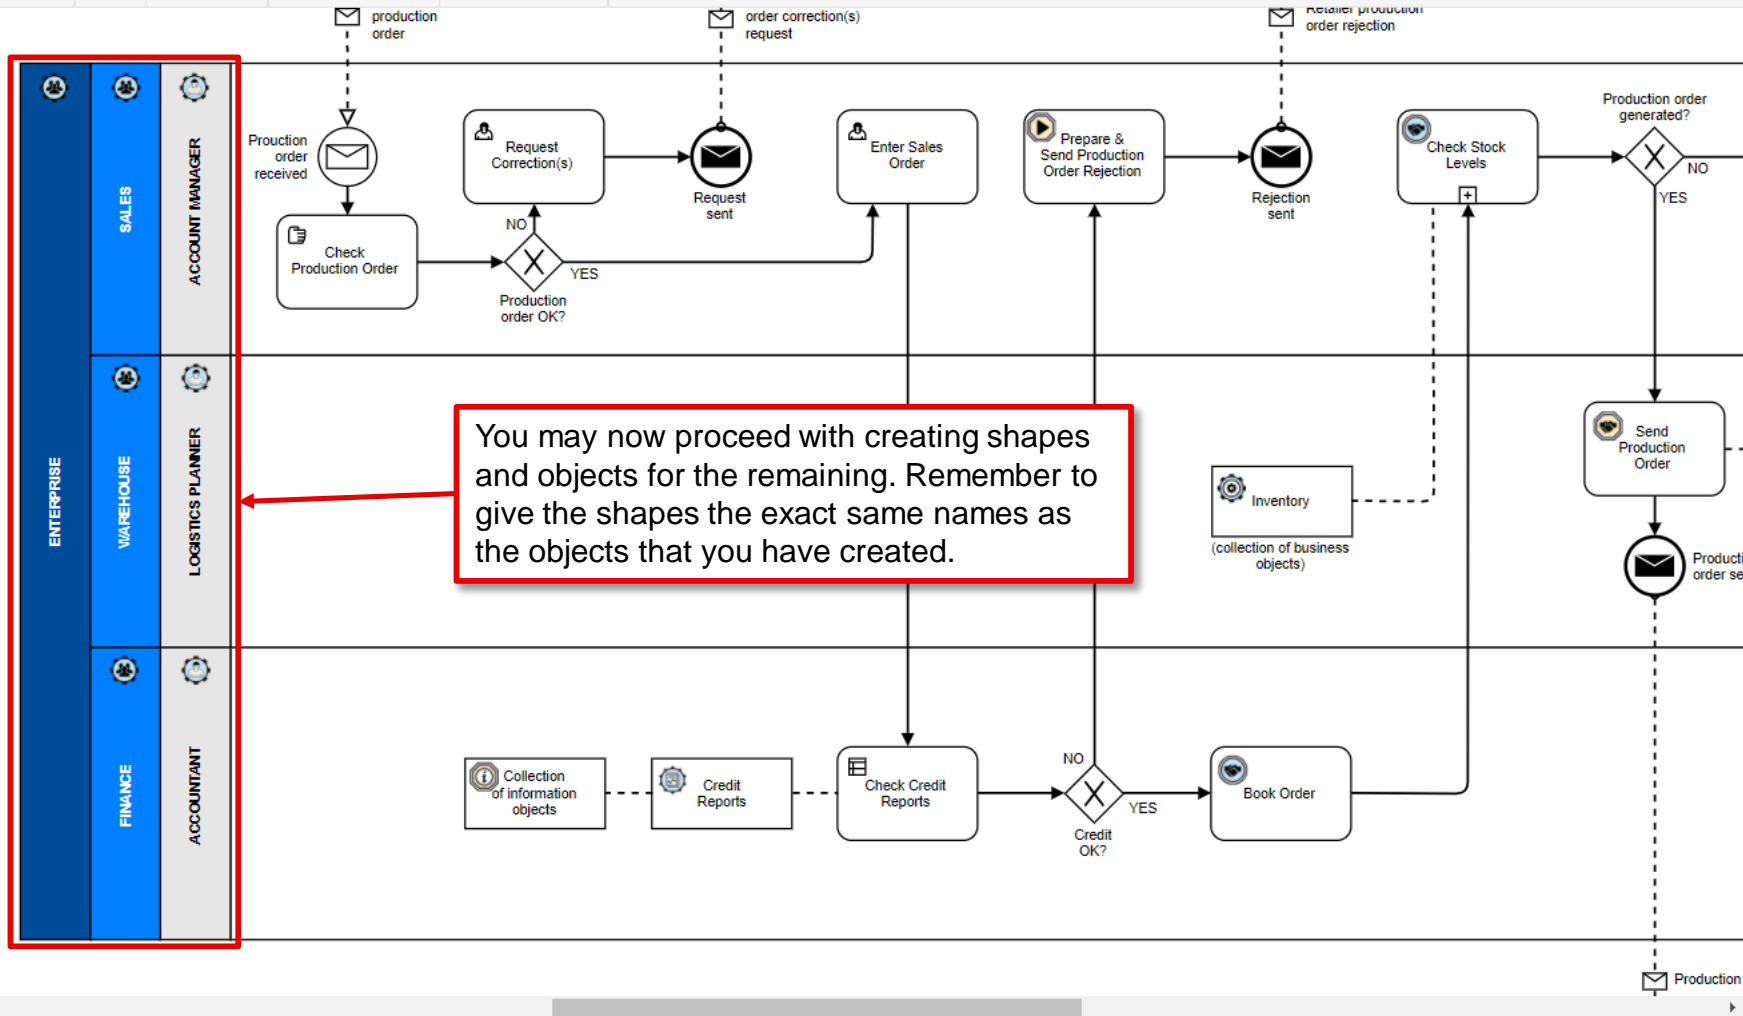 production
order
order correction(s)
request
Retailer production
order rejection
ENTERPRISE
SALES
ACCOUNT MANAGER
Prouction
order
received
Check
Production Order
Request
Correction(s)
NO
YES
Production
order OK?
Request
sent
Enter Sales
Order
Prepare &
Send Production
Order Rejection
Rejection
sent
Check Stock
Levels
Production order
generated?
NO
YES
WAREHOUSE
LOGISTICS PLANNER
You may now proceed with creating shapes
and objects for the remaining. Remember to
give the shapes the exact same names as
the objects that you have created.
Inventory
(collection of business
objects)
Send
Production
Order
Producti
order se
FINANCE
ACCOUNTANT
Collection
of information
objects
Credit
Reports
Check Credit
Reports
NO
YES
Credit
OK?
Book Order
Production